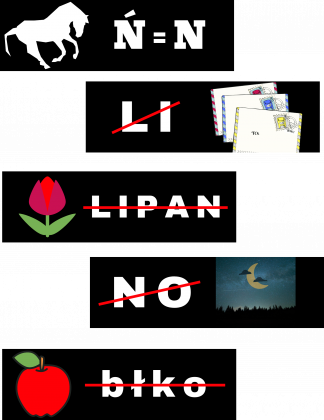 Ń = N
LI
LIPAN
NO
błko